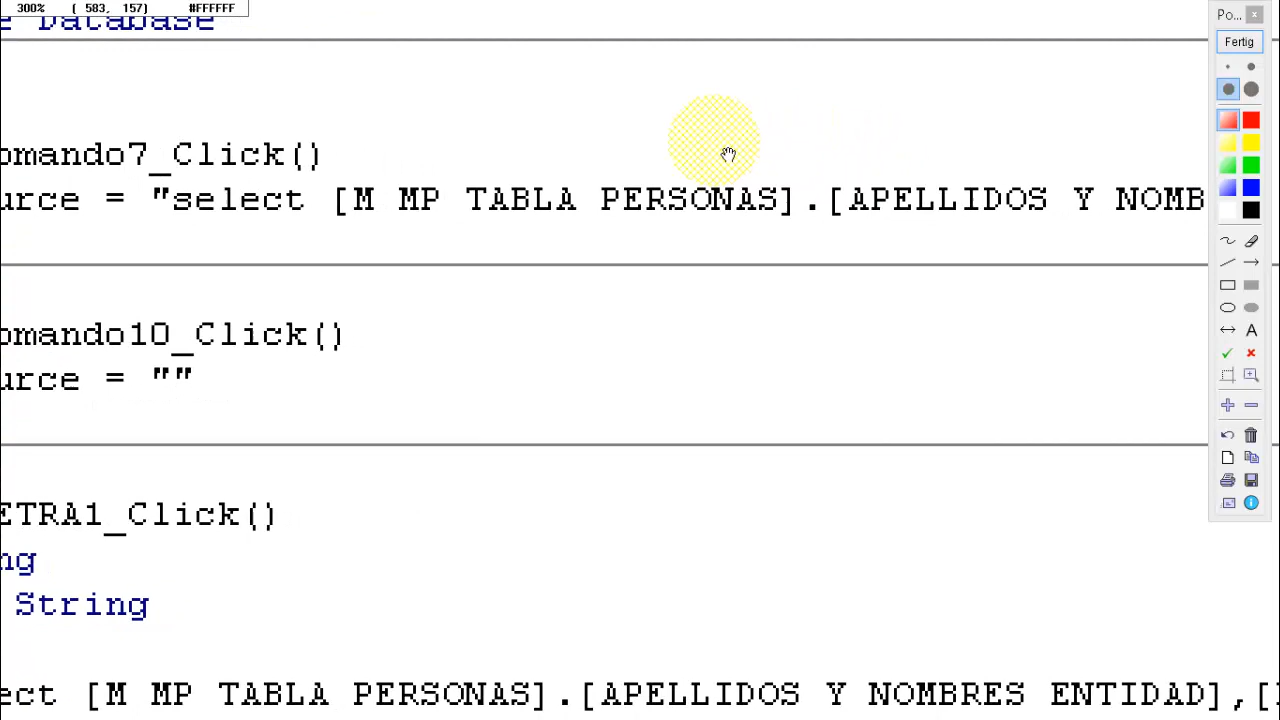 300% ( 583, 157) #FFFFFF
Po...
e Database
Fertig
omando7_Click()
urce = "select [M MP TABLA PERSONAS].[APELLIDOS Y NOMB
omando10_Click()
urce = ""
A
ETRA1_Click()
ng
String
ect [M MP TABLA PERSONAS].[APELLIDOS Y NOMBRES ENTIDAD],[